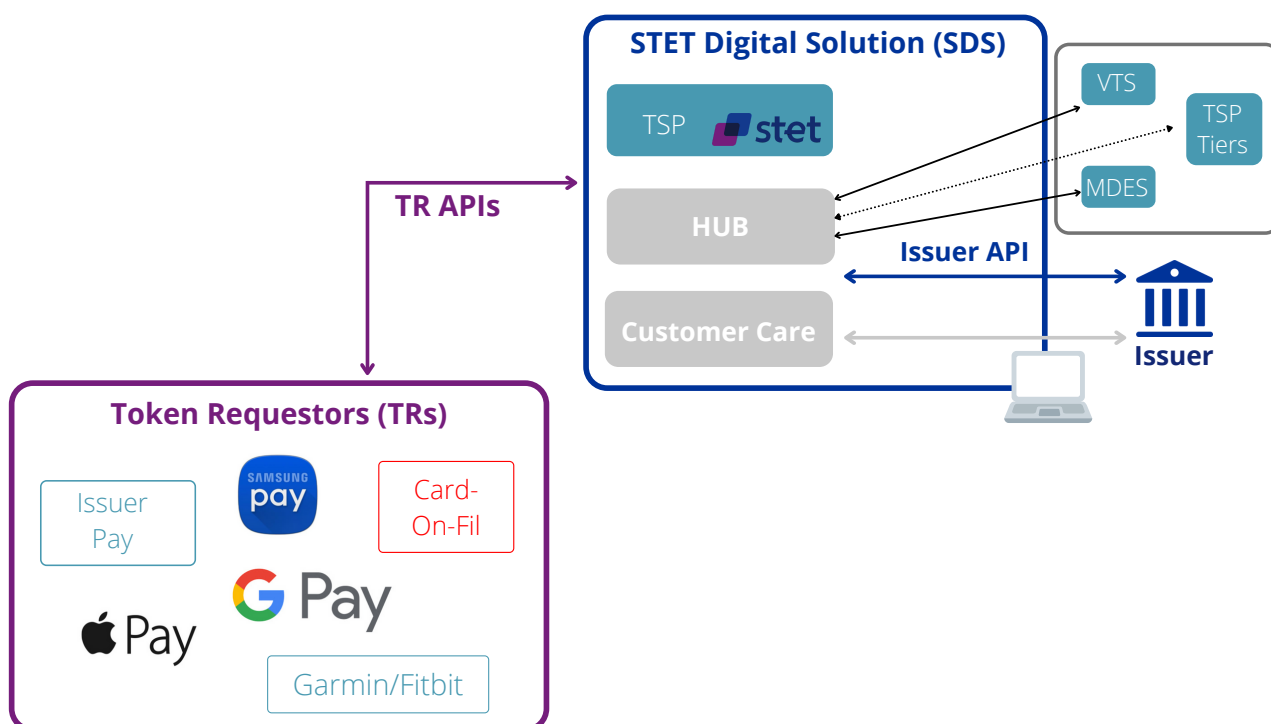 STET Digital Solution (SDS)
TSP
stet
VTS
TSP
Tiers
MDES
HUB
TR APIs
Issuer API
Customer Care
Issuer
Token Requestors (TRs)
Issuer
Pay
SAMSUNG
pay
Card-
On-Fil
G Pay
Pay
Garmin/Fitbit